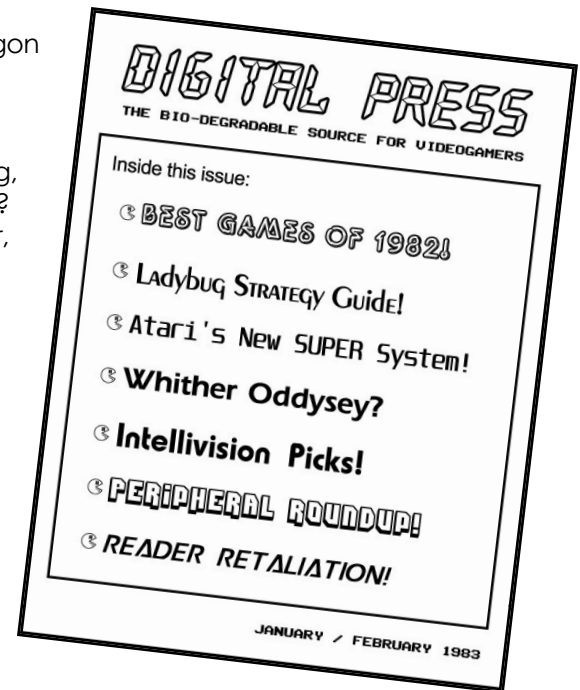 gon
g,
?
r,
DIGITAL PRESS
THE BIO-DEGRADABLE SOURCE FOR VIDEOGAMERS
Inside this issue:
BEST GAMES OF 1982!
Ladybug Strategy Guide!
Atari's New SUPER System!
Whither Oddysey?
Intellivision Picks!
PERIPHERAL ROUNDUP!
READER RETALIATION!
JANUARY / FEBRUARY 1983